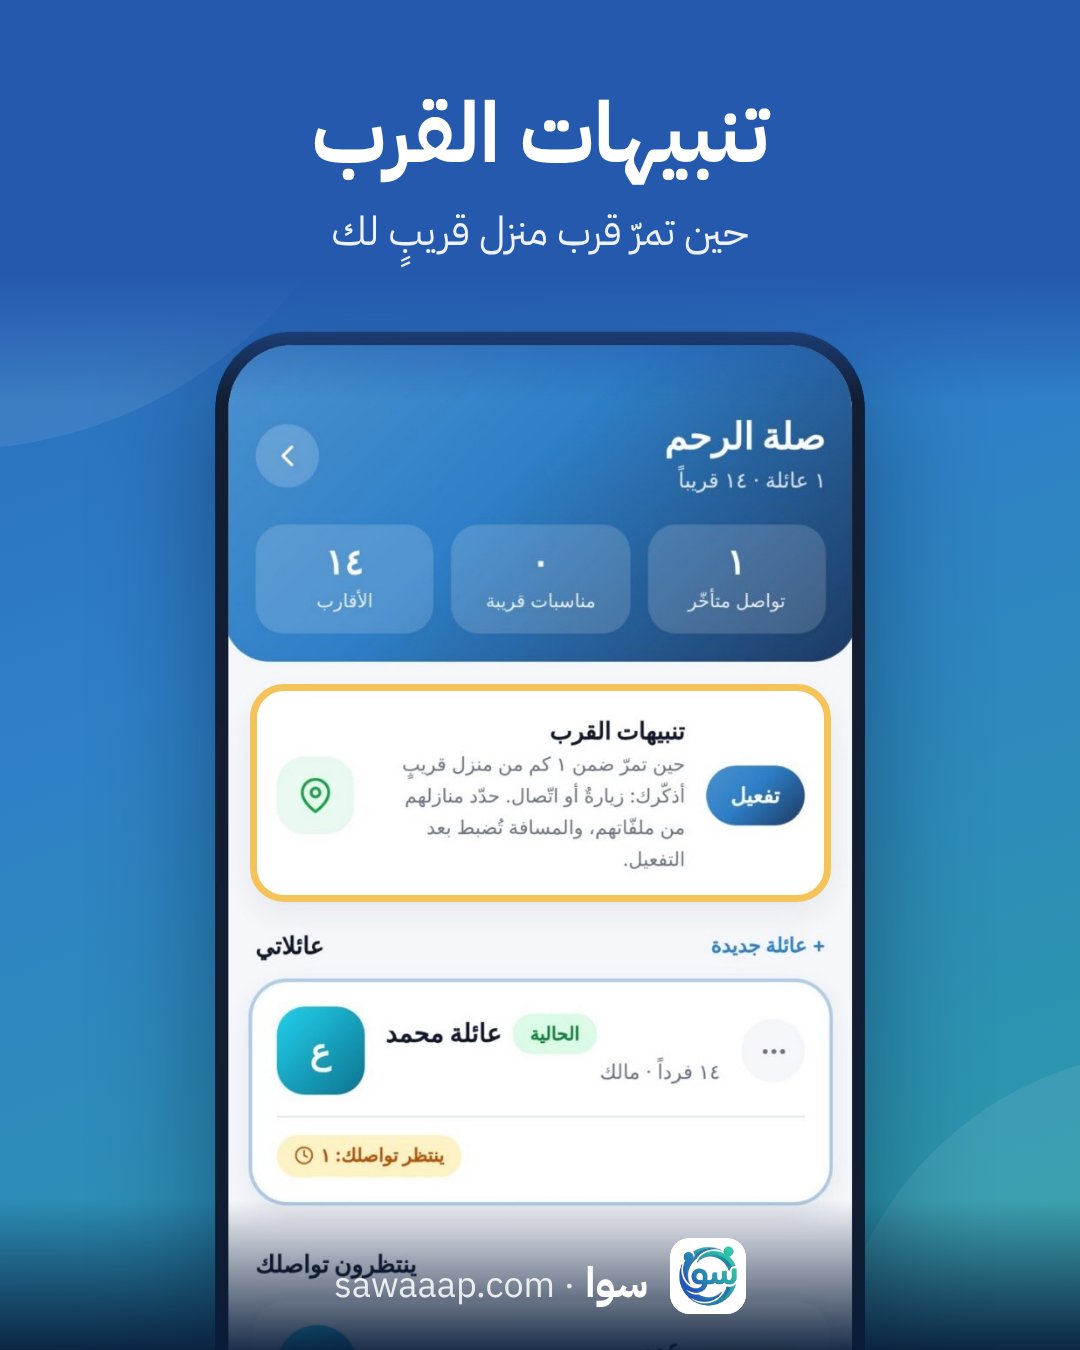 تنبيهات القرب
حين تمرّ قرب منزل قريبٍ لك
صلة الرحم
١ عائلة · ١٤ قريباً
١
تواصل متأخّر
٠
مناسبات قريبة
١٤
الأقارب
تنبيهات القرب
حين تمرّ ضمن ١ كم من منزل قريبٍ
أذكّرك: زيارةٌ أو اتّصال. حدّد منازلهم
من ملفّاتهم، والمسافة تُضبط بعد
التفعيل.
تفعيل
+ عائلة جديدة
عائلاتي
عائلة محمد
الحالية
١٤ فرداً · مالك
ع
ينتظر تواصلك: ١
ينتظرون تواصلك
سوا
سوا · sawaaap.com